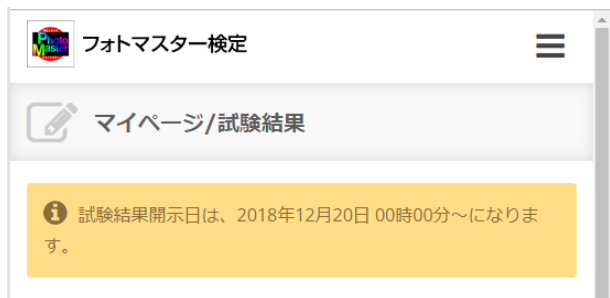 Photo Master
フォトマスター検定
マイページ/試験結果
試験結果開示日は、2018年12月20日 00時00分～になりま
す。